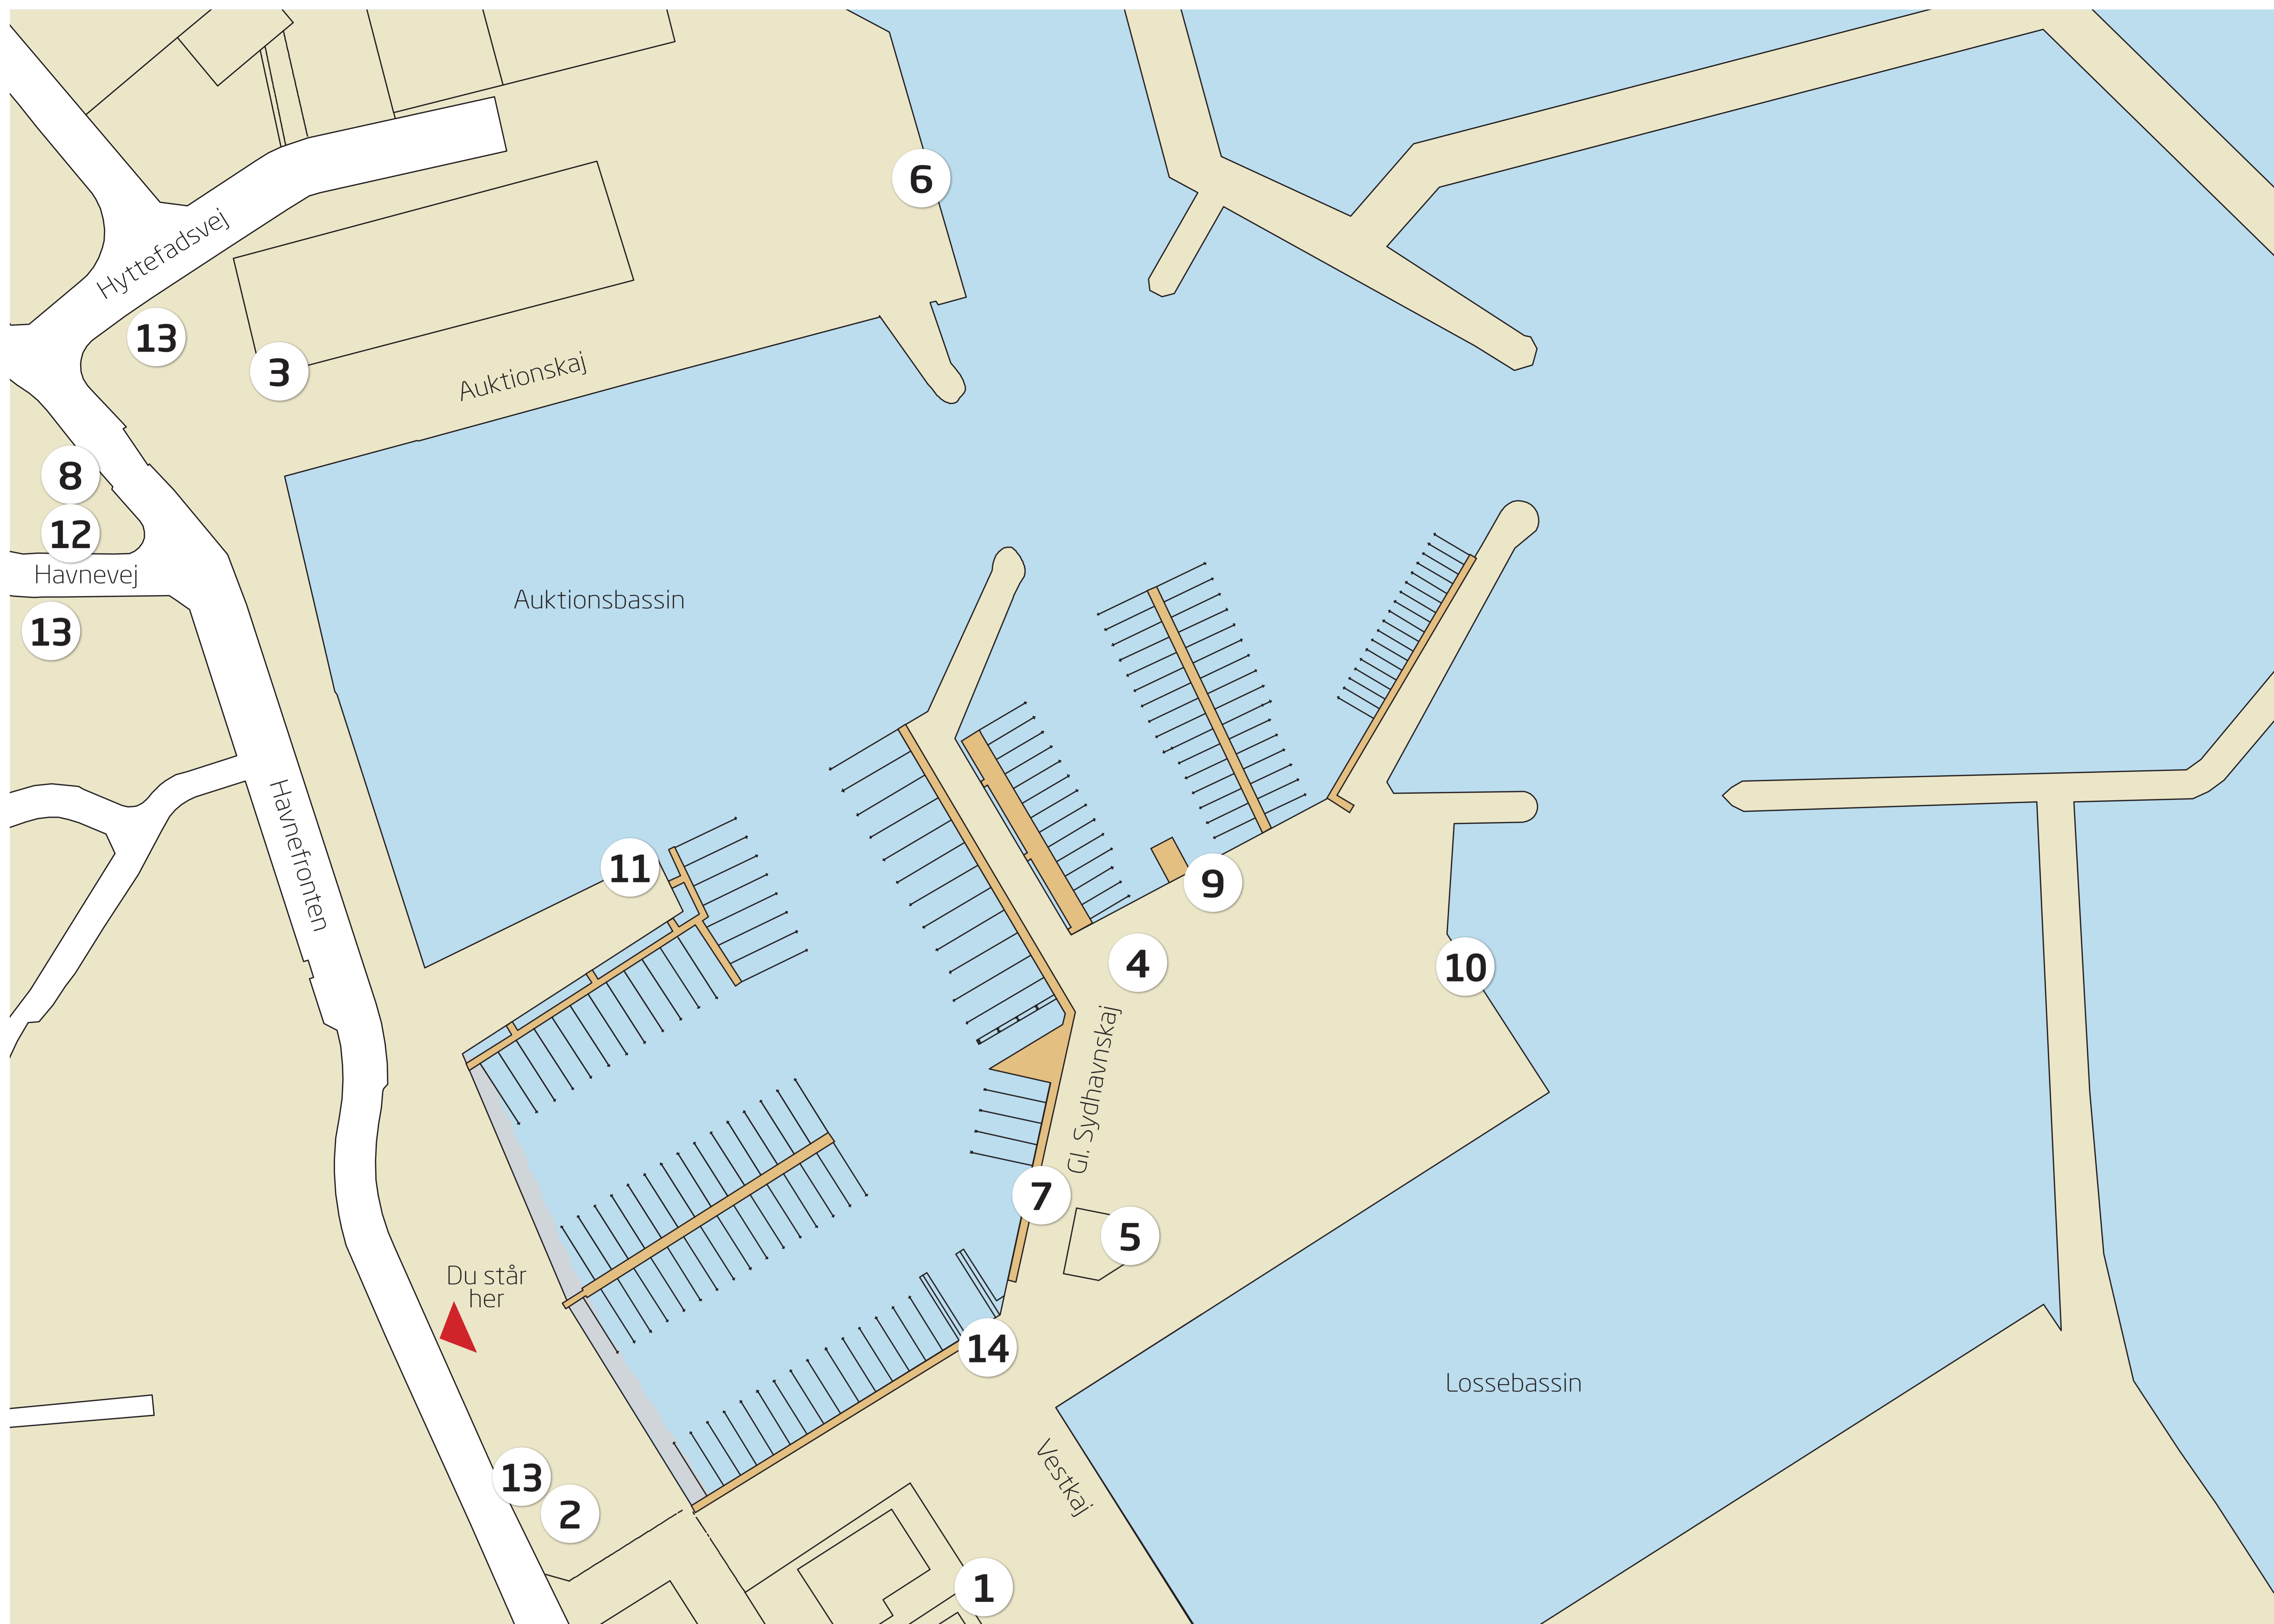 6
Hyttefadsvej
13
3
Auktionskaj
8
12
Havnevej
13
Auktionsbassin
Havnefronten
11
9
4
10
Gl. Sydhavnskaj
7
5
Du står
her
14
Lossebassin
13
2
Vestkaj
1